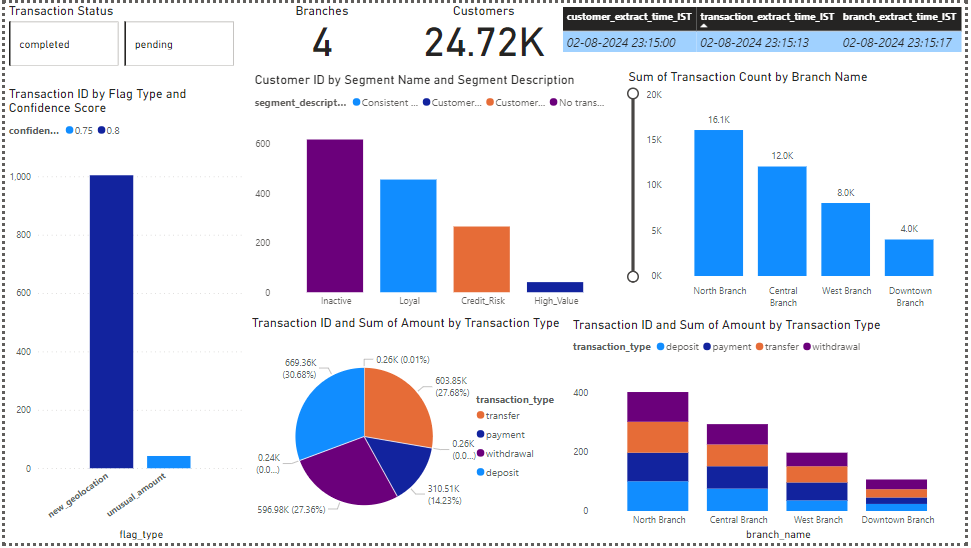 Transaction Status
completed
pending
Branches
4
Customers
24.72K
customer_extract_time_IST transaction_extract_time_IST branch_extract_time_IST
02-08-2024 23:15:00 02-08-2024 23:15:13 02-08-2024 23:15:17
Transaction ID by Flag Type and
Confidence Score
confiden... 0.75 0.8
1,000
800
600
400
200
0
new_geolocation
unusual_amount
flag_type
Customer ID by Segment Name and Segment Description
segment_descript... Consistent ... Customer... Customer... No trans...
600
400
200
0
Inactive Loyal Credit_Risk High_Value
Sum of Transaction Count by Branch Name
20K
15K
10K
5K
0K
16.1K
12.0K
8.0K
4.0K
North Branch
Central
Branch
West Branch
Downtown
Branch
Transaction ID and Sum of Amount by Transaction Type
0.26K (0.01%)
603.85K
(27.68%)
0.26K
(0.0...)
310.51K
(14.23%)
596.98K (27.36%)
0.24K
(0.0...)
669.36K
(30.68%)
transaction_type
transfer
payment
withdrawal
deposit
Transaction ID and Sum of Amount by Transaction Type
transaction_type deposit payment transfer withdrawal
400
200
0
North Branch Central Branch West Branch Downtown Branch
branch_name